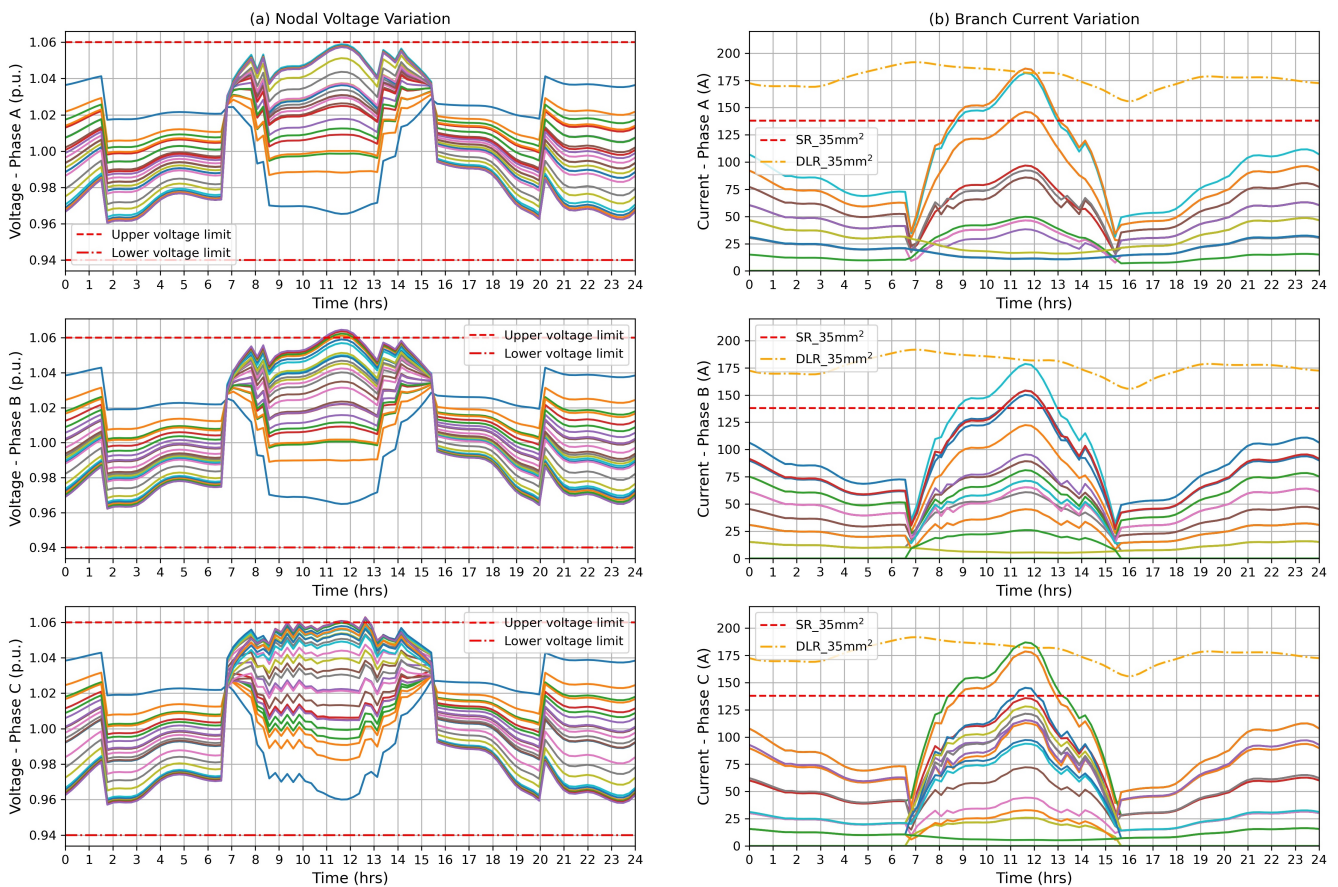 (a) Nodal Voltage Variation
Voltage - Phase A (p.u.)
1.06
1.04
1.02
1.00
0.98
0.96
0.94
Upper voltage limit
Lower voltage limit
0 1 2 3 4 5 6 7 8 9 10 11 12 13 14 15 16 17 18 19 20 21 22 23 24
Time (hrs)
(b) Branch Current Variation
Current - Phase A (A)
200
175
150
125
100
75
50
25
0
SR_35mm²
DLR_35mm²
0 1 2 3 4 5 6 7 8 9 10 11 12 13 14 15 16 17 18 19 20 21 22 23 24
Time (hrs)
Voltage - Phase B (p.u.)
1.06
1.04
1.02
1.00
0.98
0.96
0.94
Upper voltage limit
Lower voltage limit
0 1 2 3 4 5 6 7 8 9 10 11 12 13 14 15 16 17 18 19 20 21 22 23 24
Time (hrs)
Current - Phase B (A)
200
175
150
125
100
75
50
25
0
SR_35mm²
DLR_35mm²
0 1 2 3 4 5 6 7 8 9 10 11 12 13 14 15 16 17 18 19 20 21 22 23 24
Time (hrs)
Voltage - Phase C (p.u.)
1.06
1.04
1.02
1.00
0.98
0.96
0.94
Upper voltage limit
Lower voltage limit
0 1 2 3 4 5 6 7 8 9 10 11 12 13 14 15 16 17 18 19 20 21 22 23 24
Time (hrs)
Current - Phase C (A)
200
175
150
125
100
75
50
25
0
SR_35mm²
DLR_35mm²
0 1 2 3 4 5 6 7 8 9 10 11 12 13 14 15 16 17 18 19 20 21 22 23 24
Time (hrs)